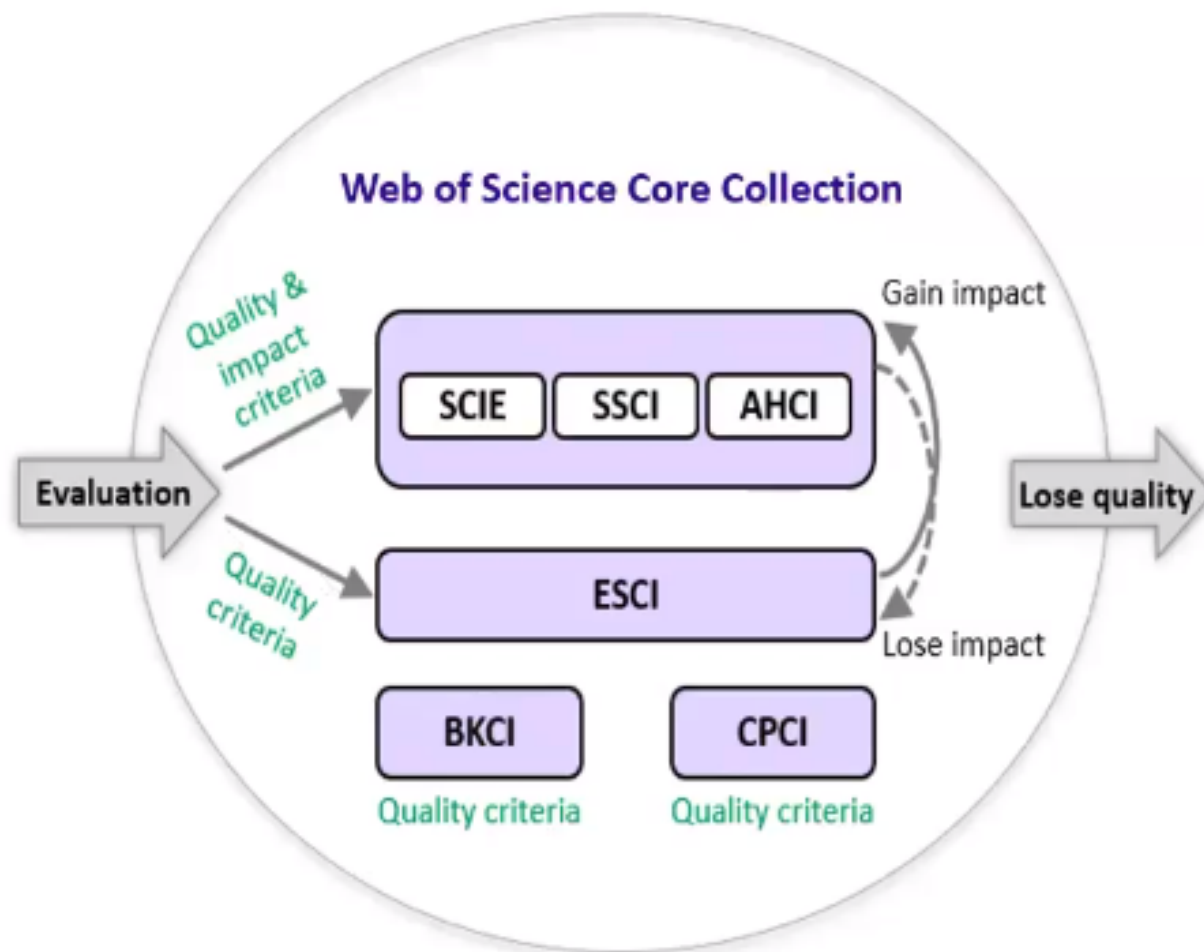 Web of Science Core Collection
Quality &
impact
criteria
Gain impact
SCIE
SSCI
AHCI
Evaluation
Lose quality
Quality
criteria
ESCI
Lose impact
BKCI
CPCI
Quality criteria
Quality criteria